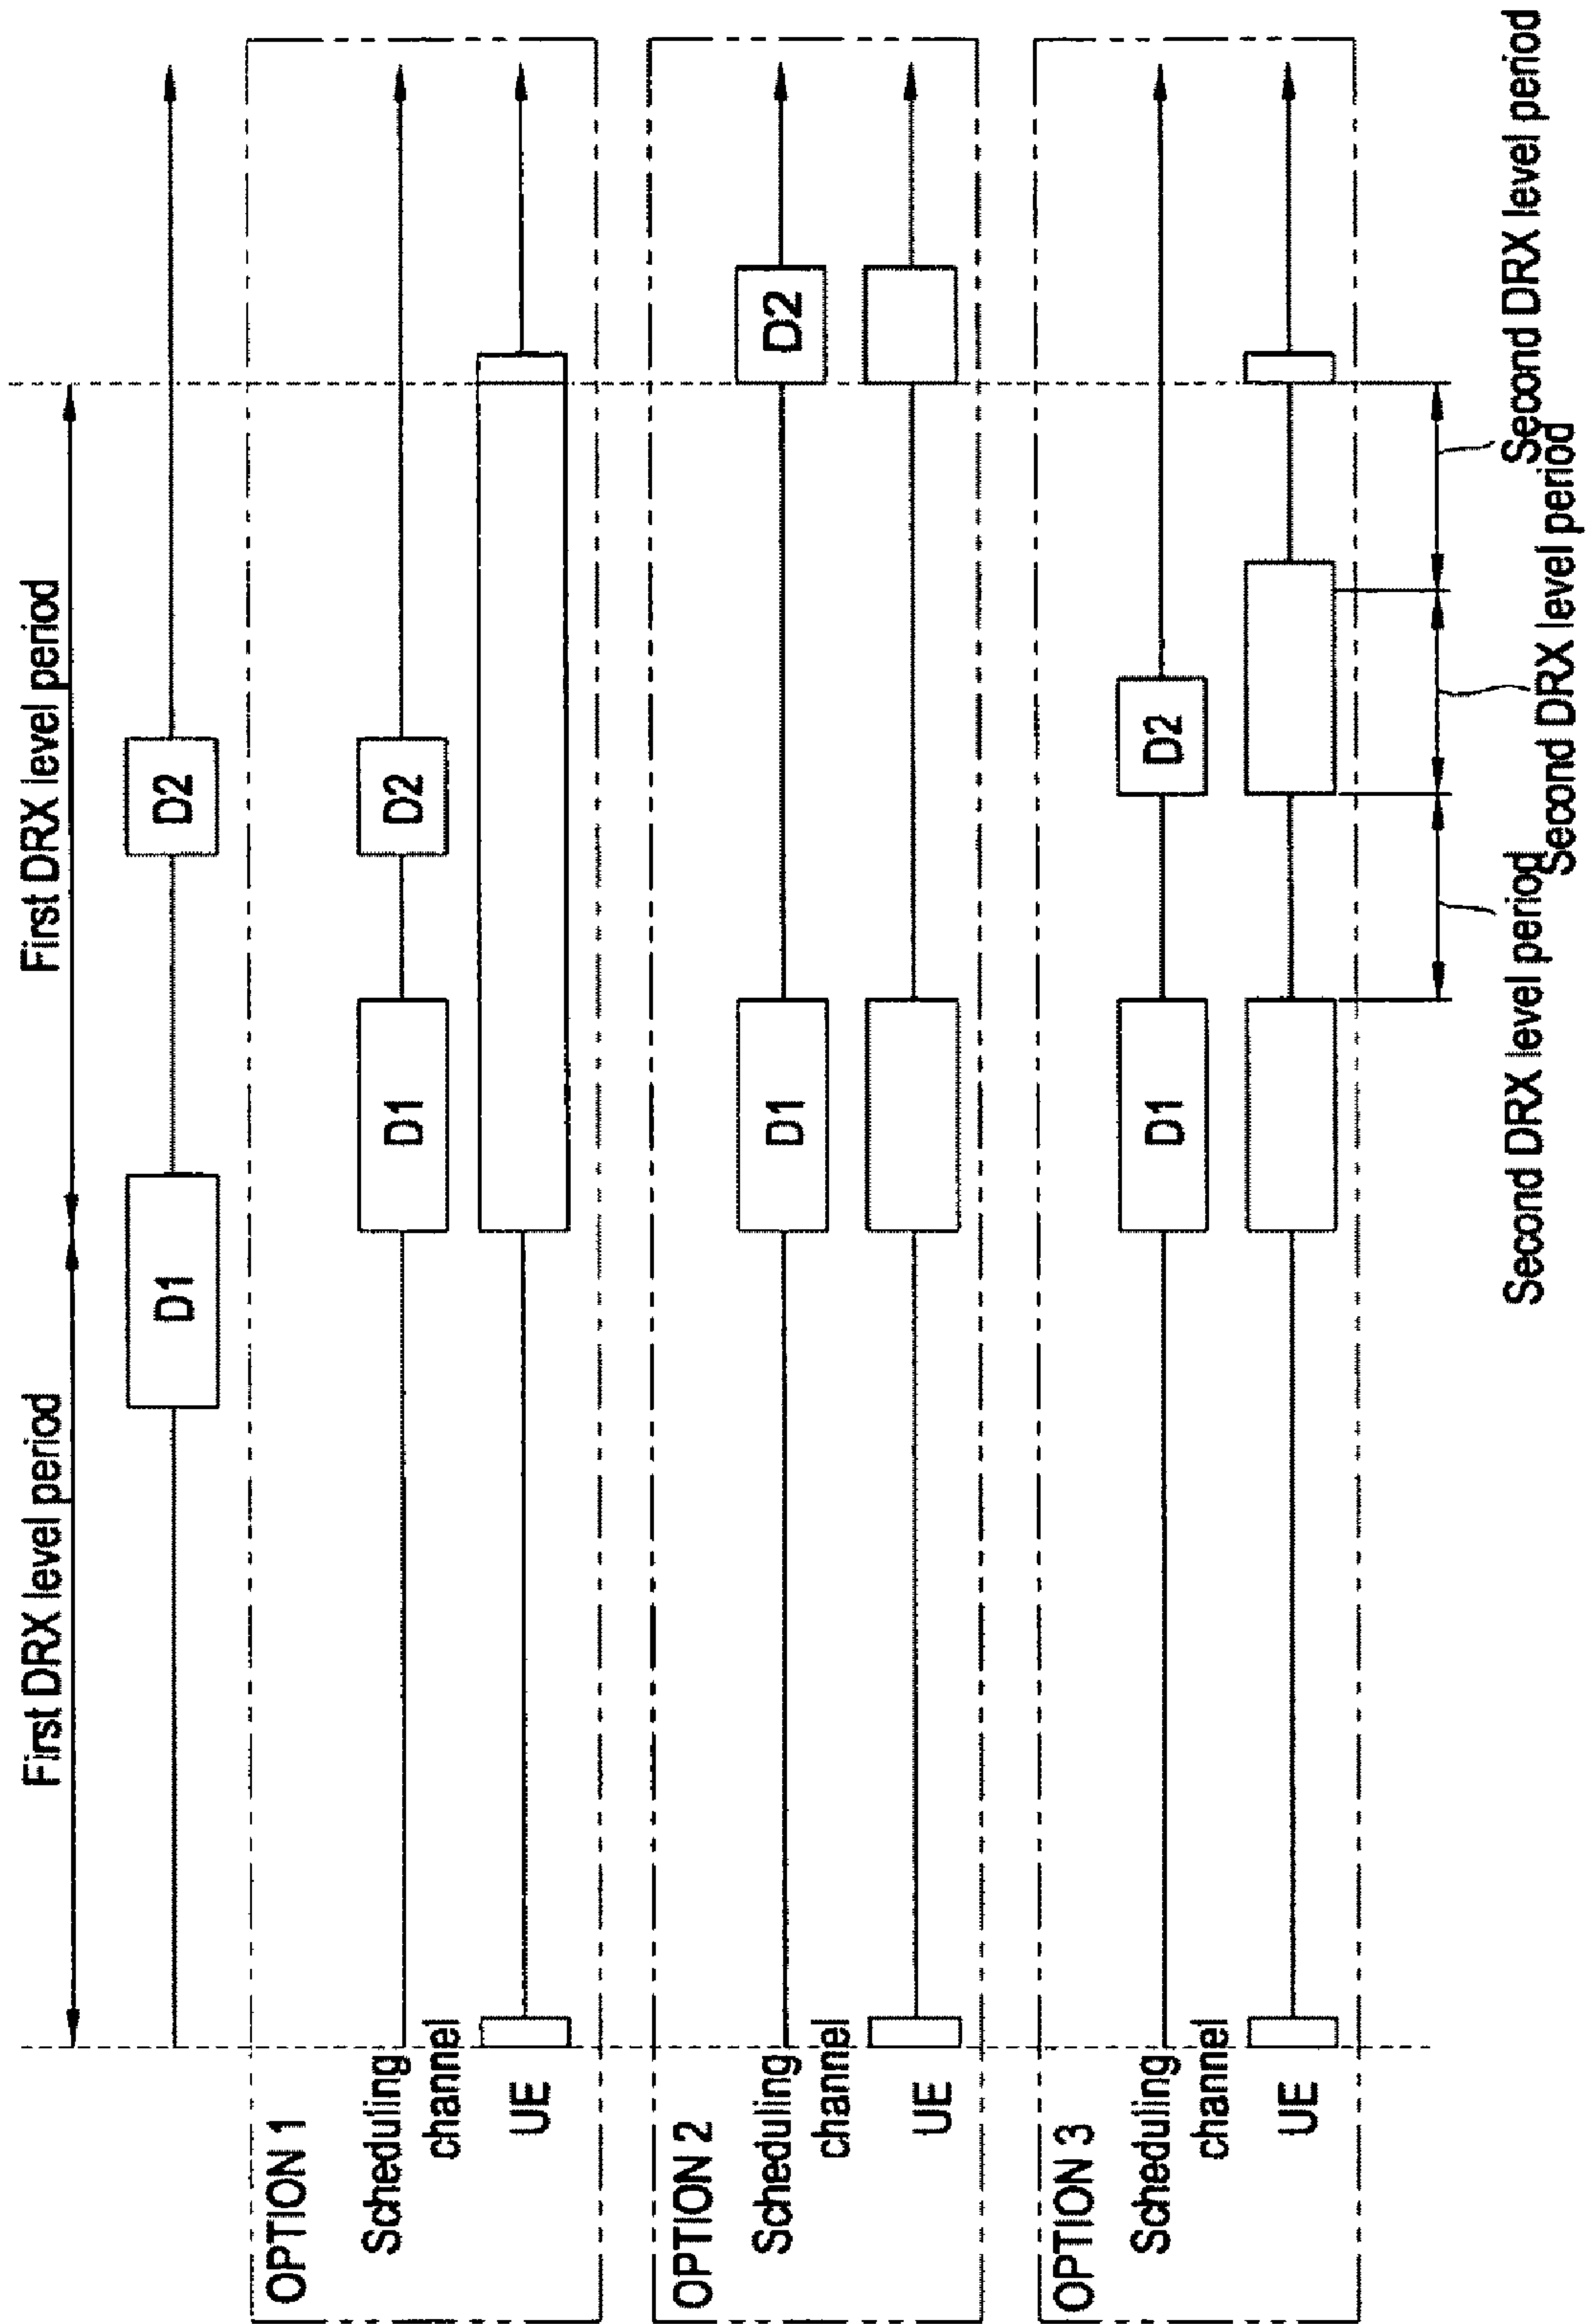 First DRX level period
First DRX level period
D1
D2
OPTION 1
Scheduling
channel
D1
D2
UE
OPTION 2
Scheduling
channel
D1
D2
UE
OPTION 3
Scheduling
channel
D1
D2
UE
Second DRX level period
Second DRX level period
Second DRX level period